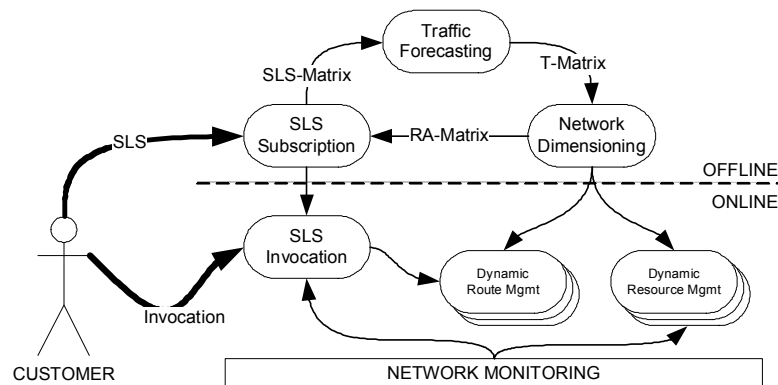 Traffic
Forecasting
SLS-Matrix
T-Matrix
SLS
SLS
Subscription
RA-Matrix
Network
Dimensioning
OFFLINE
ONLINE
SLS
Invocation
Dynamic
Route Mgmt
Dynamic
Resource Mgmt
Invocation
CUSTOMER
NETWORK MONITORING